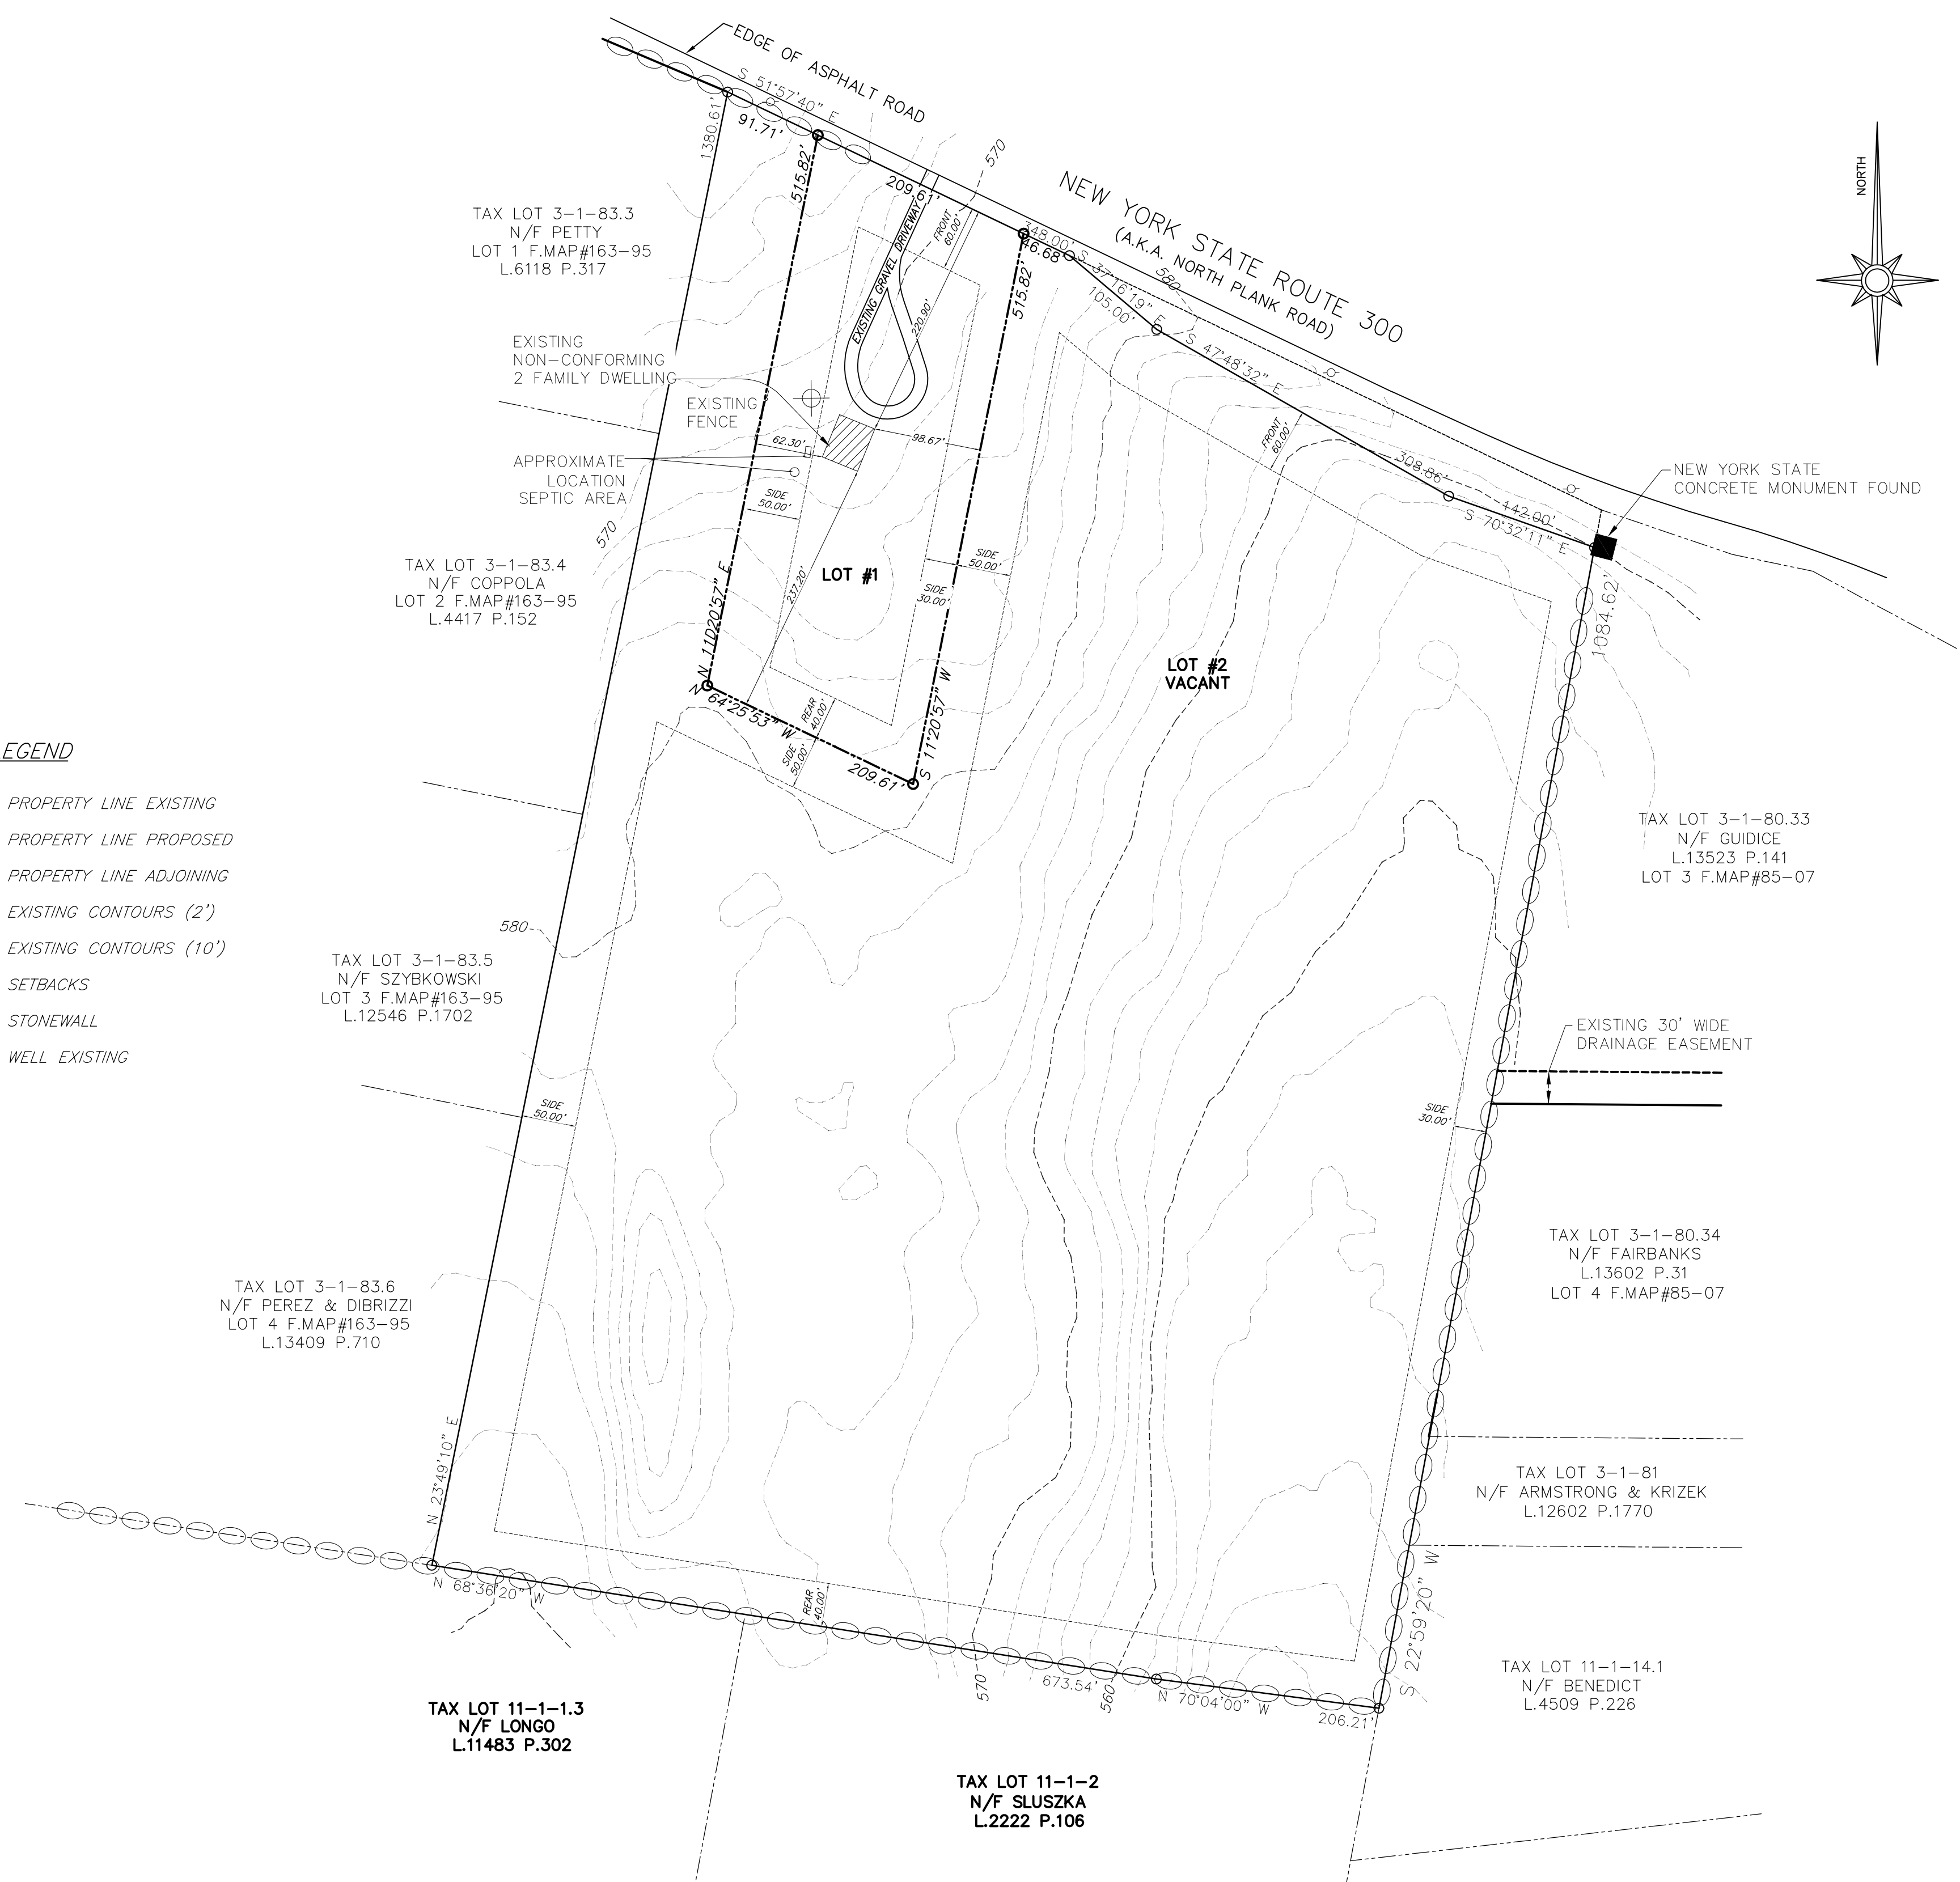 EDGE OF ASPHALT ROAD
S 51°57'40" E
1380.61'
91.71'
515.82'
209.61'
570
NEW YORK STATE ROUTE 300
(A.K.A. NORTH PLANK ROAD)
NORTH
TAX LOT 3-1-83.3
N/F PETTY
LOT 1 F.MAP#163-95
L.6118 P.317
EXISTING GRAVEL DRIVEWAY
FRONT
60.00'
220.90'
348.00'
46.68
S 37°16'19" E
105.00'
580
515.82'
S 47°48'32" E
EXISTING
NON-CONFORMING
2 FAMILY DWELLING
EXISTING
FENCE
62.30'
98.67'
FRONT
60.00'
308.86'
142.00'
S 70°32'11" E
NEW YORK STATE
CONCRETE MONUMENT FOUND
APPROXIMATE
LOCATION
SEPTIC AREA
SIDE
50.00'
570
TAX LOT 3-1-83.4
N/F COPPOLA
LOT 2 F.MAP#163-95
L.4417 P.152
LOT #1
237.20'
SIDE
50.00'
SIDE
30.00'
1084.62'
N 11D20'57" E
LOT #2
VACANT
N
64°25'53" W
REAR
40.00'
SIDE
50.00'
209.61'
S 11°20'57" W
EGEND
PROPERTY LINE EXISTING
PROPERTY LINE PROPOSED
PROPERTY LINE ADJOINING
EXISTING CONTOURS (2')
EXISTING CONTOURS (10')
SETBACKS
STONEWALL
WELL EXISTING
TAX LOT 3-1-80.33
N/F GUIDICE
L.13523 P.141
LOT 3 F.MAP#85-07
580
TAX LOT 3-1-83.5
N/F SZYBKOWSKI
LOT 3 F.MAP#163-95
L.12546 P.1702
EXISTING 30' WIDE
DRAINAGE EASEMENT
SIDE
50.00'
SIDE
30.00'
TAX LOT 3-1-80.34
N/F FAIRBANKS
L.13602 P.31
LOT 4 F.MAP#85-07
TAX LOT 3-1-83.6
N/F PEREZ & DIBRIZZI
LOT 4 F.MAP#163-95
L.13409 P.710
N 23°49'10" E
TAX LOT 3-1-81
N/F ARMSTRONG & KRIZEK
L.12602 P.1770
N 68°36'20" W
REAR
40.00'
S 22°59'20" W
570
673.54'
560
N 70°04'00" W
206.21'
TAX LOT 11-1-14.1
N/F BENEDICT
L.4509 P.226
TAX LOT 11-1-1.3
N/F LONGO
L.11483 P.302
TAX LOT 11-1-2
N/F SLUSZKA
L.2222 P.106